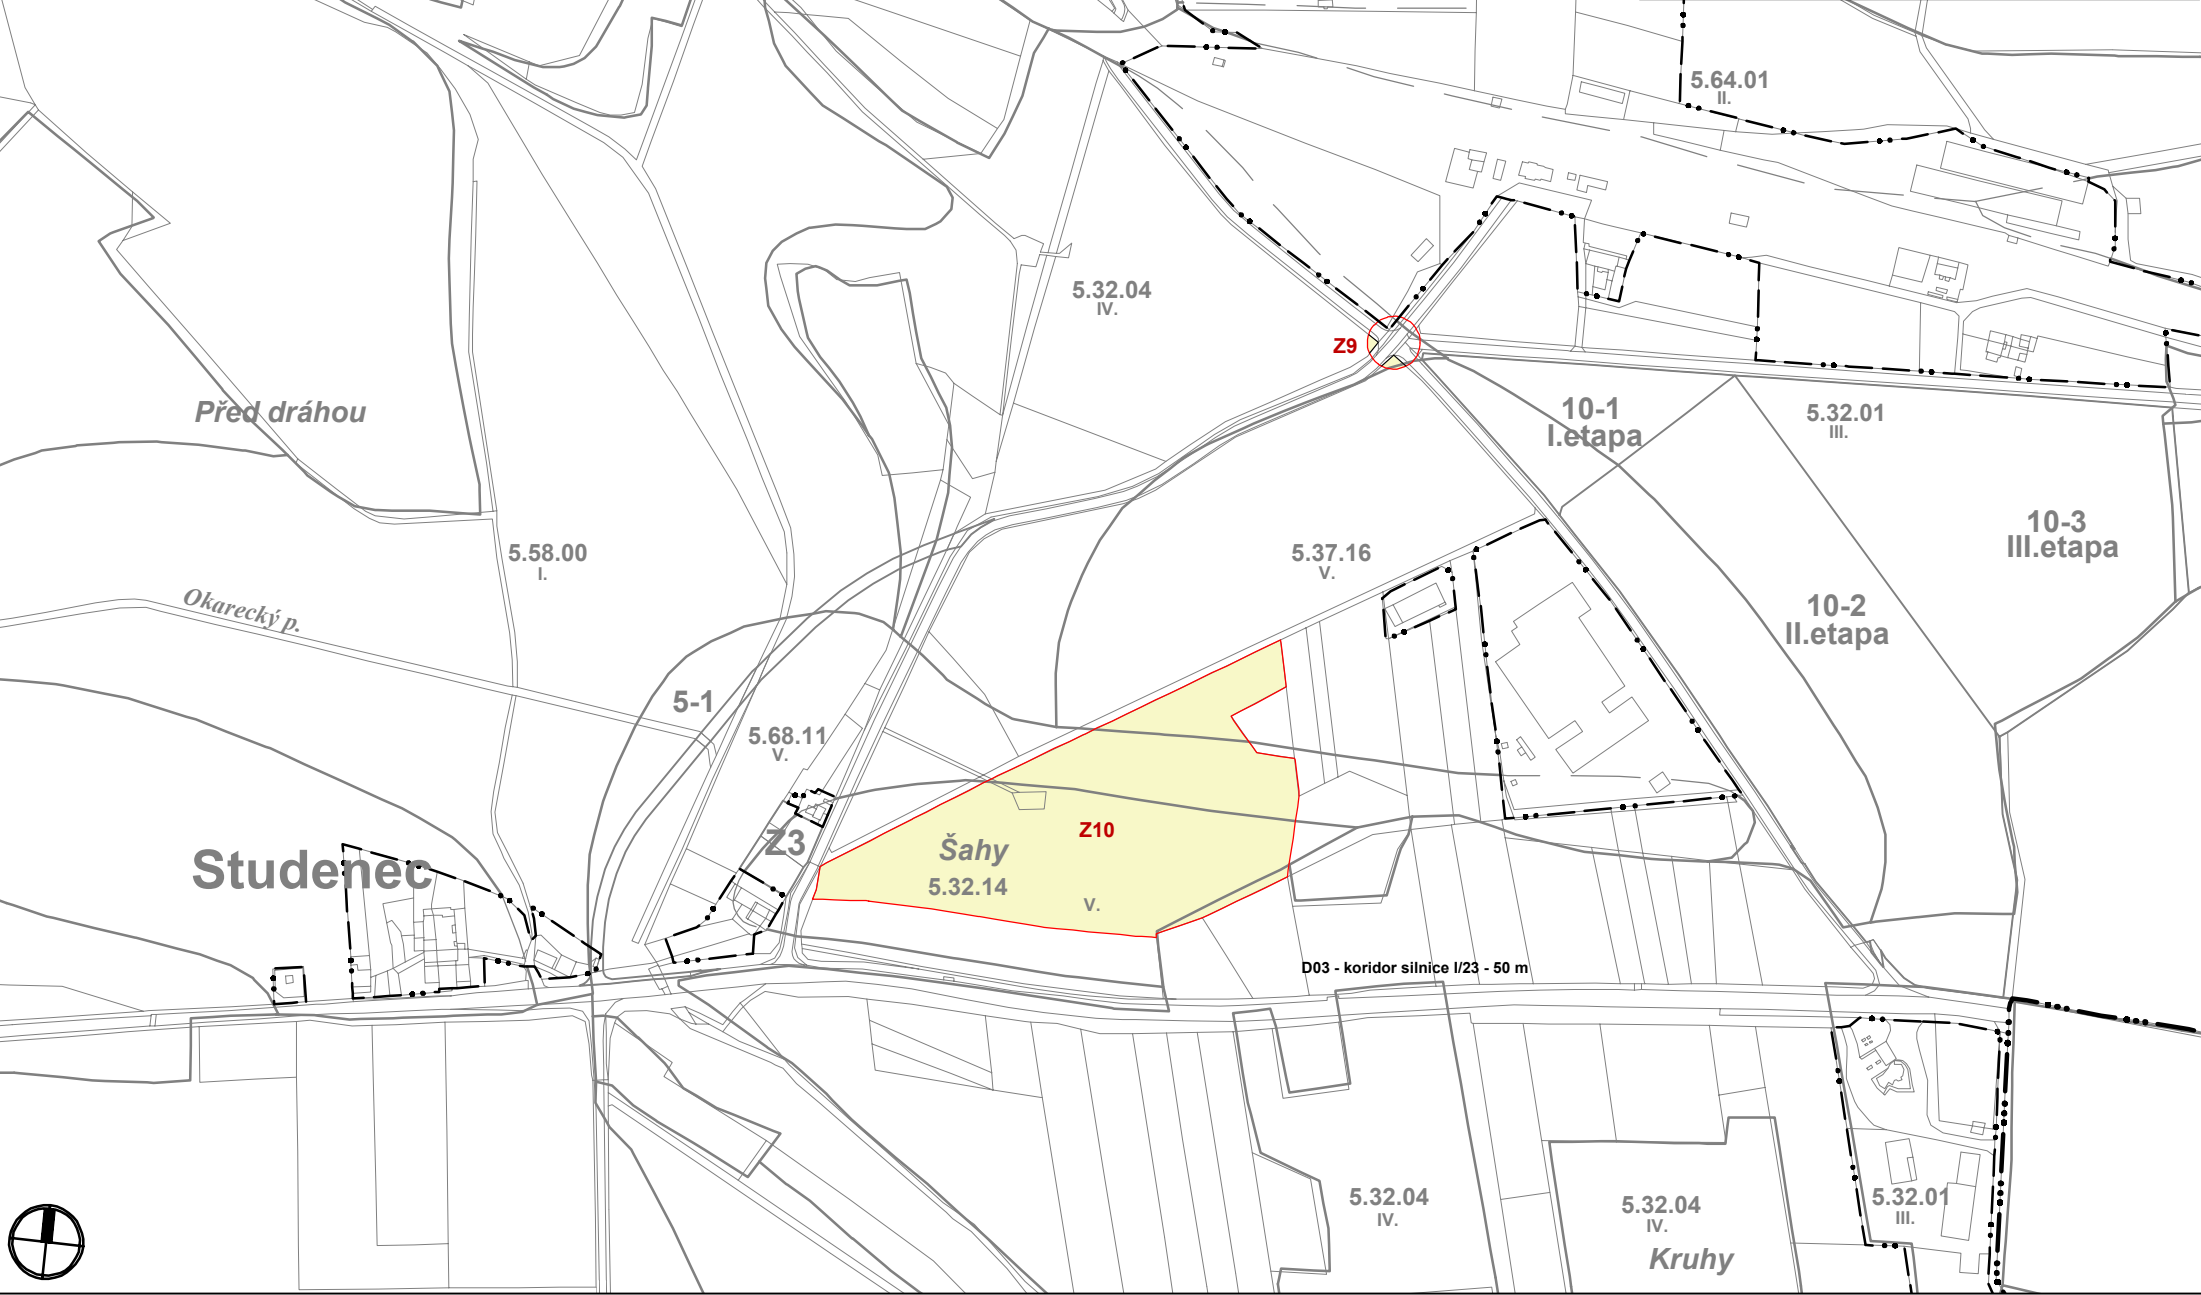 5.64.01
II.
5.32.04
IV.
Z9
Před dráhou
10-1
I.etapa
5.32.01
III.
10-3
III.etapa
5.58.00
I.
5.37.16
V.
Okarecký p.
10-2
II.etapa
5-1
5.68.11
V.
Z10
Z3
Šahy
5.32.14
V.
Studenec
D03 - koridor silnice I/23 - 50 m
5.32.04
IV.
5.32.04
IV.
5.32.01
III.
Kruhy